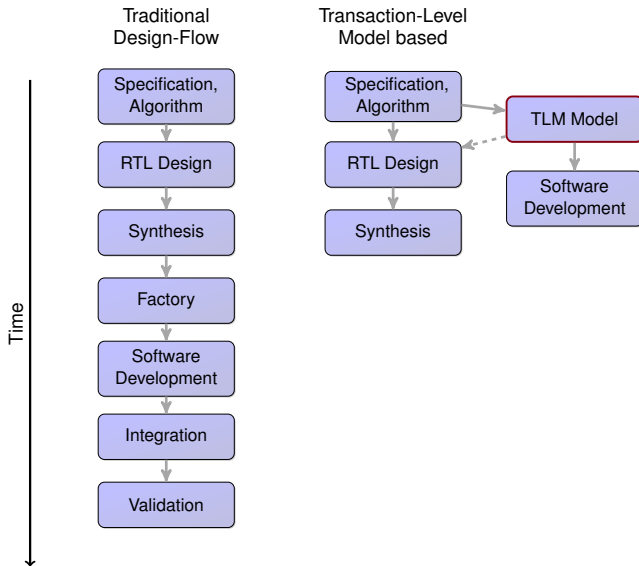 Traditional
Design-Flow
Transaction-Level
Model based
Time
Specification,
Algorithm
RTL Design
Synthesis
Factory
Software
Development
Integration
Validation
Specification,
Algorithm
RTL Design
Synthesis
TLM Model
Software
Development